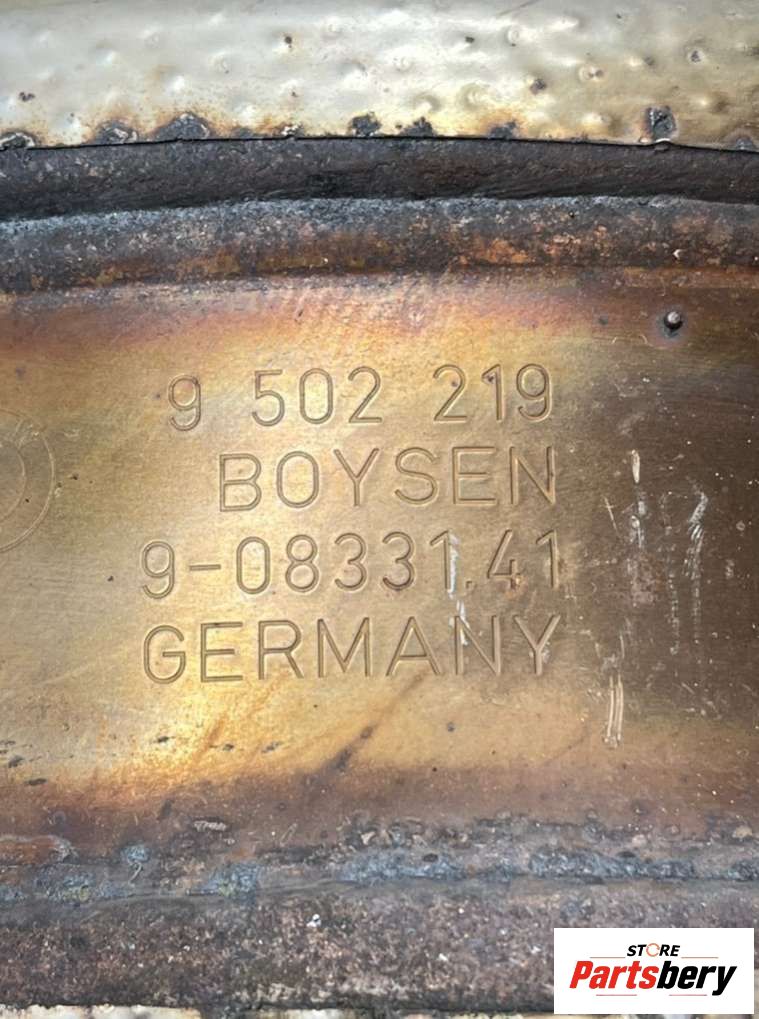 9 502 219
BOYSEN
9-08331.41
GERMANY
STORE
Partsbery